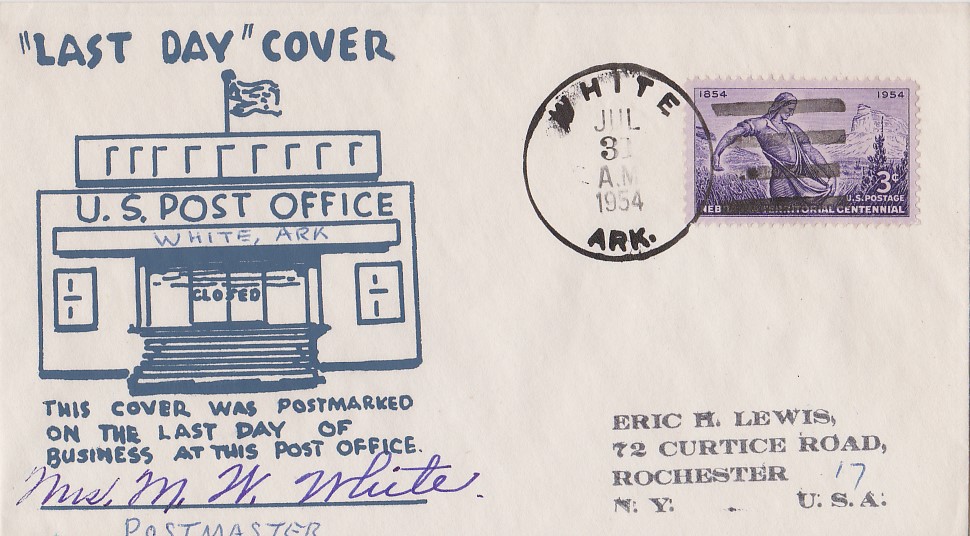 "LAST DAY" COVER
U.S. POST OFFICE
WHITE, ARK
CLOSED
THIS COVER WAS POSTMARKED
ON THE LAST DAY OF
BUSINESS AT THIS POST OFFICE.
Mrs. M. W. White.
POSTMASTER
WHITE
JUL
31
A.M.
1954
ARK.
1854 1954
3¢
U.S. POSTAGE
TERRITORIAL CENTENNIAL
ERIC H. LEWIS,
72 CURTICE ROAD,
ROCHESTER 17
N. Y. U. S. A.